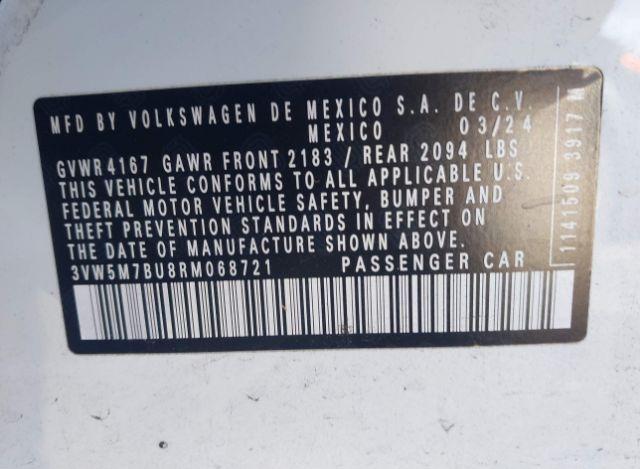 MFD BY VOLKSWAGEN DE MEXICO S.A. DE C.V.
MEXICO 03/24
GVWR 4167 GAWR FRONT 2183 / REAR 2094 LBS
THIS VEHICLE CONFORMS TO ALL APPLICABLE U.S.
FEDERAL MOTOR VEHICLE SAFETY, BUMPER AND
THEFT PREVENTION STANDARDS IN EFFECT ON
THE DATE OF MANUFACTURE SHOWN ABOVE.
3VW5M7BU8RM068721 PASSENGER CAR
1141509 3917 M